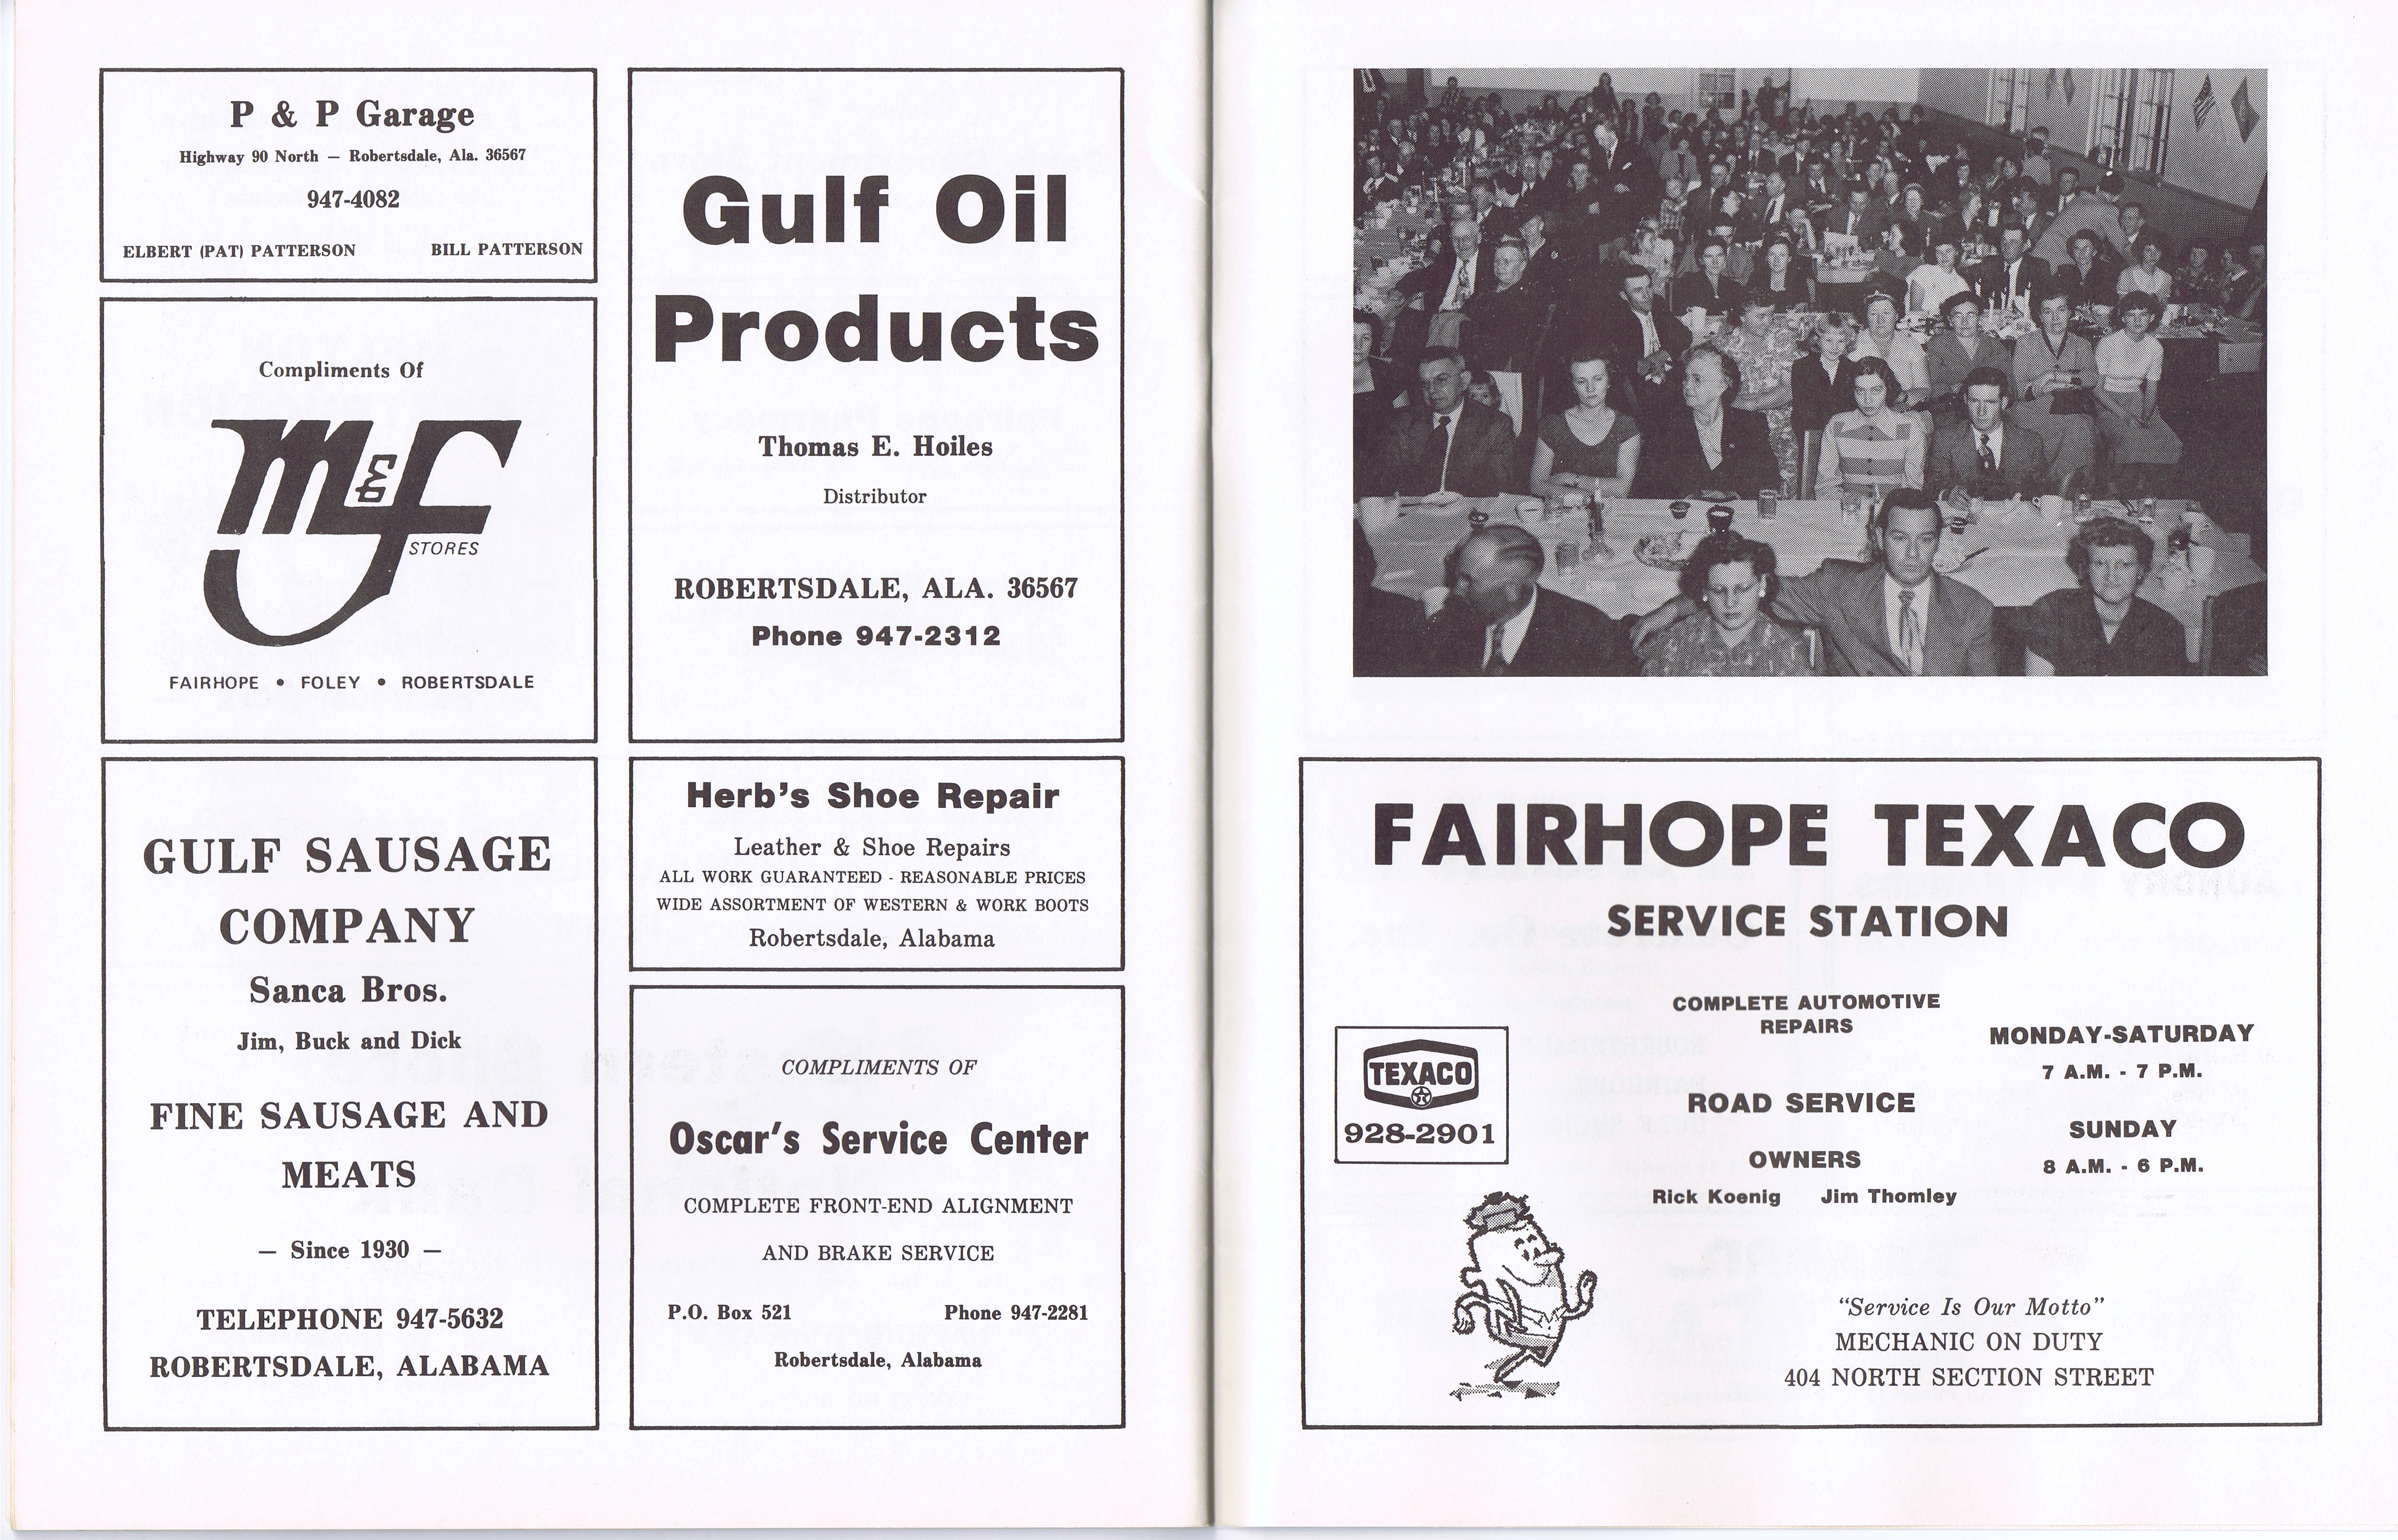 P & P Garage
Highway 90 North — Robertsdale, Ala. 36567
947-4082
ELBERT (PAT) PATTERSON BILL PATTERSON
Compliments Of
M&F
STORES
FAIRHOPE • FOLEY • ROBERTSDALE
GULF SAUSAGE
COMPANY
Sanca Bros.
Jim, Buck and Dick
FINE SAUSAGE AND
MEATS
— Since 1930 —
TELEPHONE 947-5632
ROBERTSDALE, ALABAMA
Gulf Oil
Products
Thomas E. Hoiles
Distributor
ROBERTSDALE, ALA. 36567
Phone 947-2312
Herb's Shoe Repair
Leather & Shoe Repairs
ALL WORK GUARANTEED - REASONABLE PRICES
WIDE ASSORTMENT OF WESTERN & WORK BOOTS
Robertsdale, Alabama
COMPLIMENTS OF
Oscar's Service Center
COMPLETE FRONT-END ALIGNMENT
AND BRAKE SERVICE
P.O. Box 521 Phone 947-2281
Robertsdale, Alabama
FAIRHOPE TEXACO
SERVICE STATION
TEXACO
T
928-2901
COMPLETE AUTOMOTIVE
REPAIRS
ROAD SERVICE
OWNERS
Rick Koenig Jim Thomley
MONDAY-SATURDAY
7 A.M. - 7 P.M.
SUNDAY
8 A.M. - 6 P.M.
“Service Is Our Motto”
MECHANIC ON DUTY
404 NORTH SECTION STREET